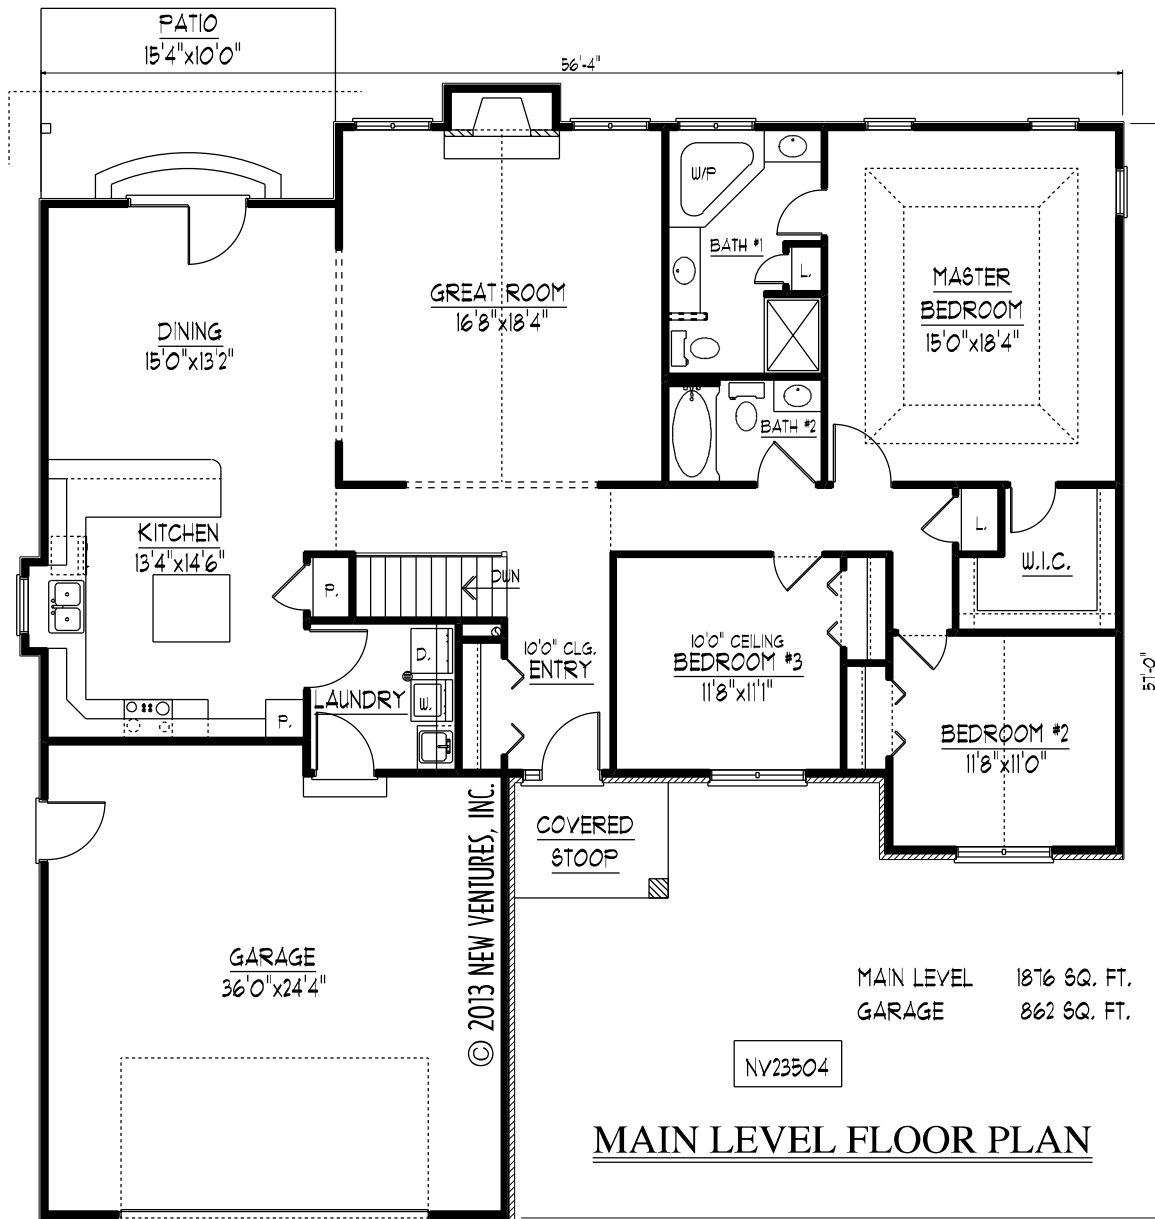 PATIO
15'4"x10'0"
56'-4"
W/P
BATH #1
L.
MASTER
BEDROOM
15'0"x18'4"
GREAT ROOM
16'8"x18'4"
DINING
15'0"x13'2"
BATH #2
KITCHEN
13'4"x14'6"
P.
DWN
L.
W.I.C.
10'0" CLG.
ENTRY
10'0" CEILING
BEDROOM #3
11'8"x11'1"
D.
W.
LAUNDRY
P.
BEDROOM #2
11'8"x11'0"
51'-0"
COVERED
STOOP
© 2013 NEW VENTURES, INC.
GARAGE
36'0"x24'4"
MAIN LEVEL 1876 SQ. FT.
GARAGE 862 SQ. FT.
NV23504
MAIN LEVEL FLOOR PLAN